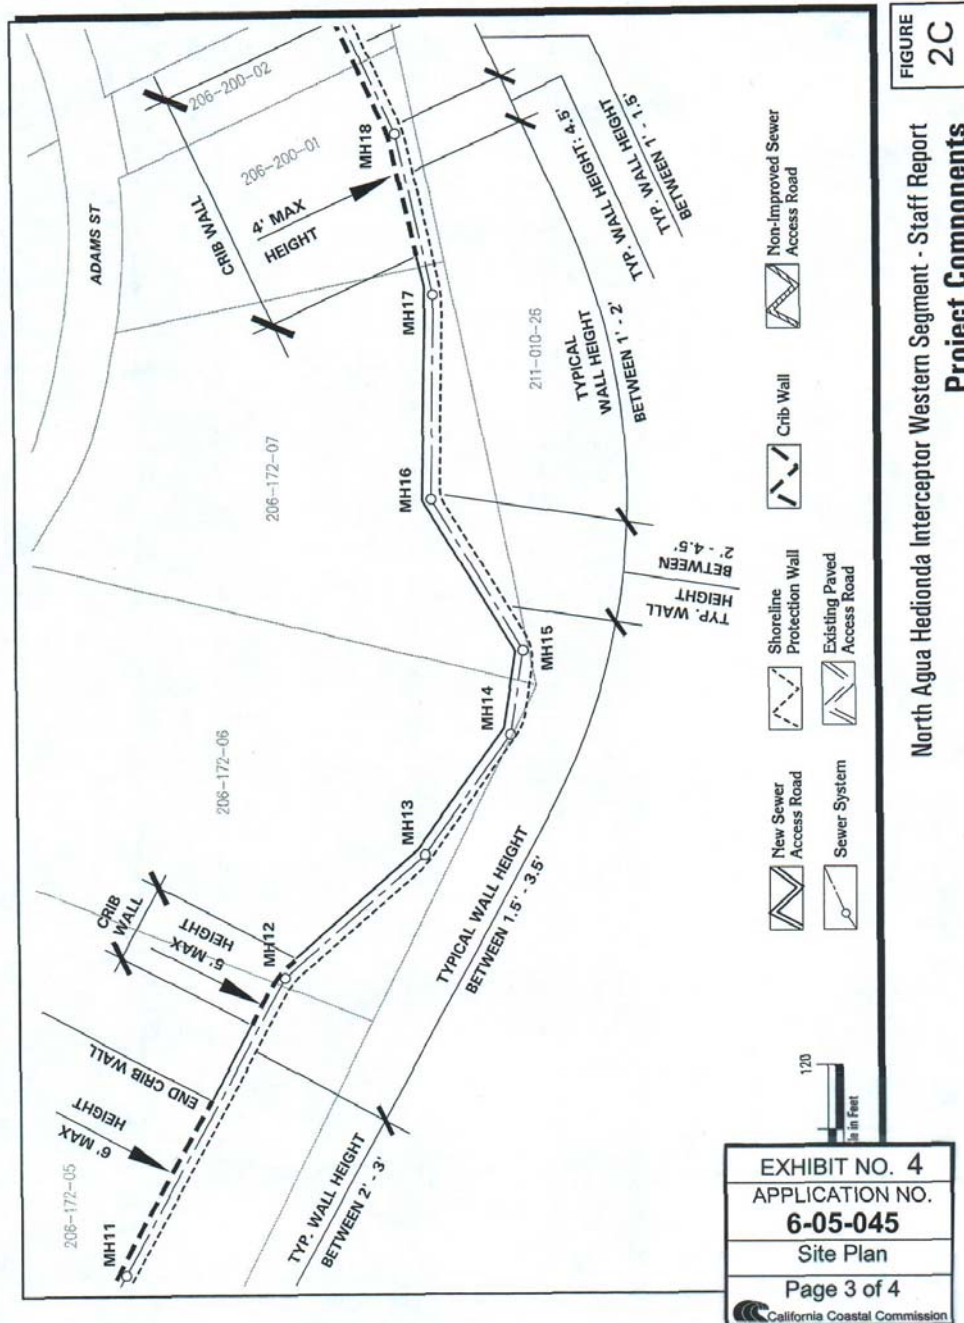 FIGURE
2C
North Agua Hedionda Interceptor Western Segment - Staff Report
Project Components
ADAMS ST
206-200-02
206-200-01
CRIB WALL
4' MAX
HEIGHT
MH18
MH17
MH16
MH15
MH14
MH13
MH12
MH11
206-172-07
206-172-06
206-172-05
211-010-26
CRIB
WALL
5' MAX
HEIGHT
END CRIB WALL
6' MAX
HEIGHT
TYP. WALL HEIGHT
BETWEEN 2' - 3'
TYPICAL WALL HEIGHT
BETWEEN 1.5' - 3.5'
TYP. WALL
HEIGHT
BETWEEN
2' - 4.5'
TYPICAL
WALL HEIGHT
BETWEEN 1' - 2'
TYP. WALL HEIGHT: 4.5'
TYP. WALL HEIGHT
BETWEEN 1' - 1.5'
New Sewer
Access Road
Sewer System
Shoreline
Protection Wall
Existing Paved
Access Road
Crib Wall
Non-Improved Sewer
Access Road
120
in Feet
EXHIBIT NO. 4
APPLICATION NO.
6-05-045
Site Plan
Page 3 of 4
California Coastal Commission